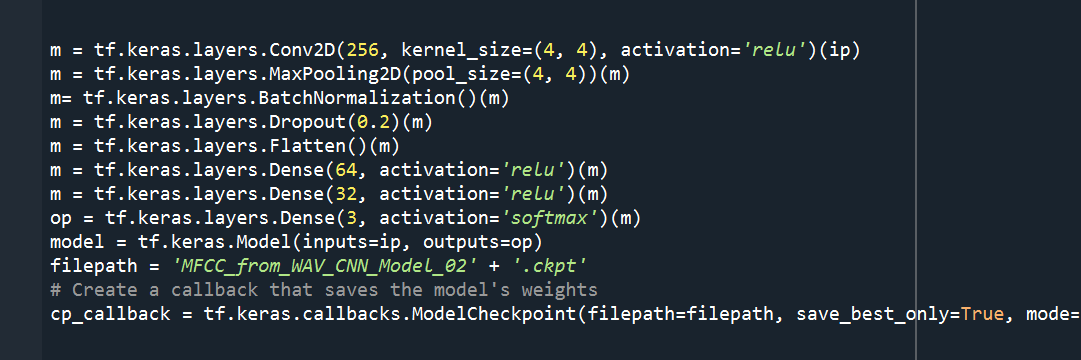 m = tf.keras.layers.Conv2D(256, kernel_size=(4, 4), activation='relu')(ip)
m = tf.keras.layers.MaxPooling2D(pool_size=(4, 4))(m)
m= tf.keras.layers.BatchNormalization()(m)
m = tf.keras.layers.Dropout(0.2)(m)
m = tf.keras.layers.Flatten()(m)
m = tf.keras.layers.Dense(64, activation='relu')(m)
m = tf.keras.layers.Dense(32, activation='relu')(m)
op = tf.keras.layers.Dense(3, activation='softmax')(m)
model = tf.keras.Model(inputs=ip, outputs=op)
filepath = 'MFCC_from_WAV_CNN_Model_02' + '.ckpt'
# Create a callback that saves the model's weights
cp_callback = tf.keras.callbacks.ModelCheckpoint(filepath=filepath, save_best_only=True, mode=